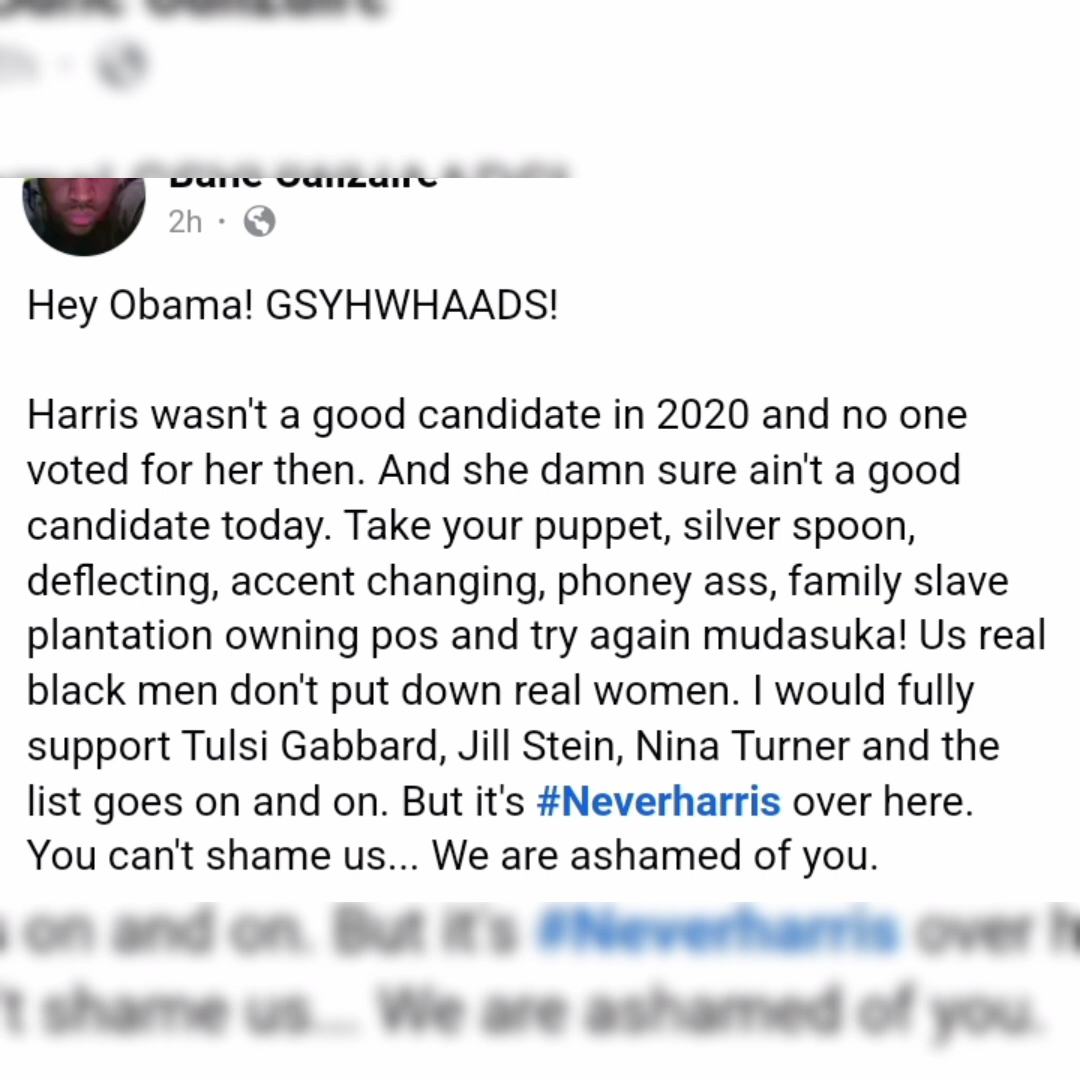 2h ·
Hey Obama! GSYHWHAADS!
Harris wasn't a good candidate in 2020 and no one
voted for her then. And she damn sure ain't a good
candidate today. Take your puppet, silver spoon,
deflecting, accent changing, phoney ass, family slave
plantation owning pos and try again mudasuka! Us real
black men don't put down real women. I would fully
support Tulsi Gabbard, Jill Stein, Nina Turner and the
list goes on and on. But it's #Neverharris over here.
You can't shame us... We are ashamed of you.
on and on. But it's #Neverharris over
't shame us... We are ashamed of you.